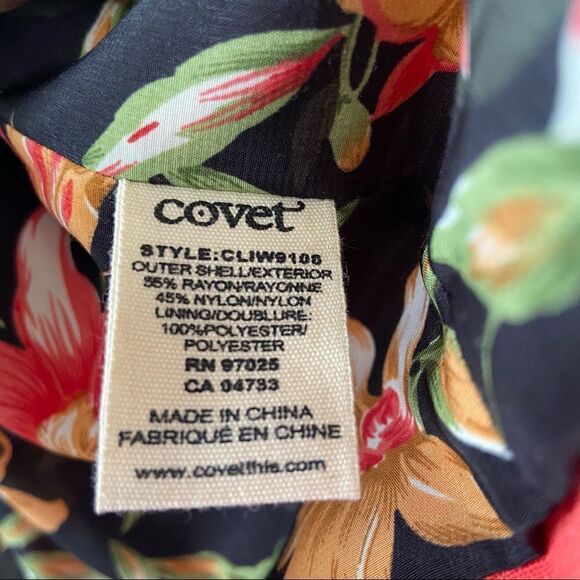 covet
STYLE:CLIW9106
OUTER SHELL/EXTERIOR
55% RAYON/RAYONNE
45% NYLON/NYLON
LINING/DOUBLURE:
100%POLYESTER/
POLYESTER
RN 97025
CA 04733
MADE IN CHINA
FABRIQUÉ EN CHINE
www.covetthis.com